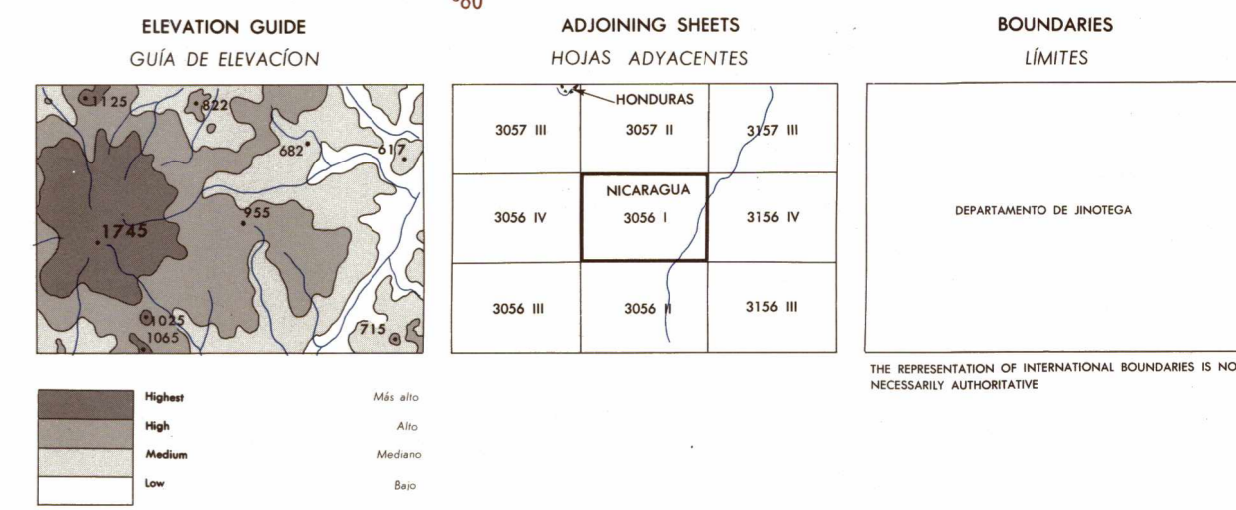 -80
ELEVATION GUIDE
GUÍA DE ELEVACÍON
1125
822
682
617
955
1745
1025
1065
715
Highest Más alto
High Alto
Medium Mediano
Low Bajo
ADJOINING SHEETS
HOJAS ADYACENTES
HONDURAS
3057 III 3057 II 3157 III
NICARAGUA
3056 IV 3056 I 3156 IV
3056 III 3056 II 3156 III
BOUNDARIES
LÍMITES
DEPARTAMENTO DE JINOTEGA
THE REPRESENTATION OF INTERNATIONAL BOUNDARIES IS NO
NECESSARILY AUTHORITATIVE